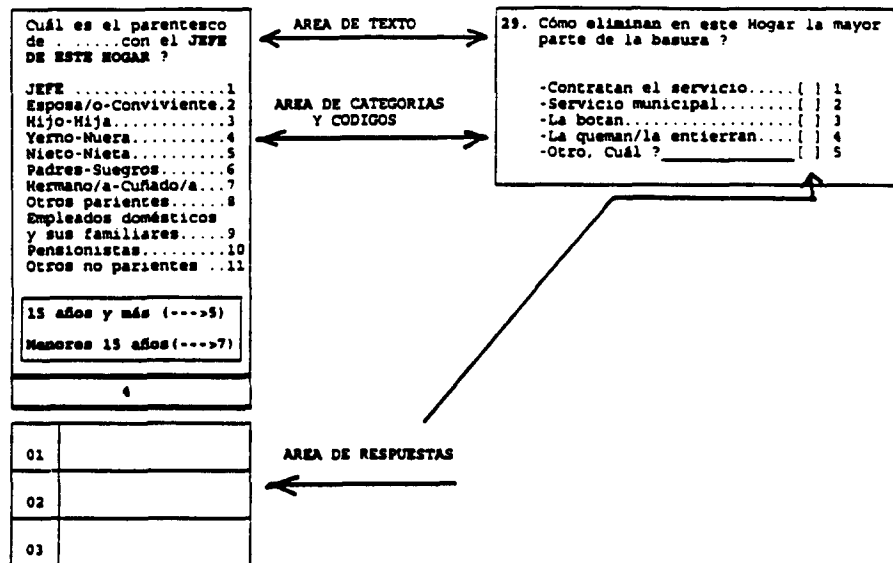 Cuál es el parentesco
de . ......con el JEFE
DE ESTE HOGAR ?
JEFE ................1
Esposa/o-Conviviente.2
Hijo-Hija............3
Yerno-Nuera..........4
Nieto-Nieta..........5
Padres-Suegros.......6
Hermano/a-Cuñado/a...7
Otros parientes......8
Empleados domésticos
y sus familiares.....9
Pensionistas.........10
Otros no parientes ..11
15 años y más (--->5)
Menores 15 años(--->7)
4
01
02
03
AREA DE TEXTO
AREA DE CATEGORIAS
Y CODIGOS
AREA DE RESPUESTAS
29. Cómo eliminan en este Hogar la mayor
parte de la basura ?
-Contratan el servicio.....[ ] 1
-Servicio municipal........[ ] 2
-La botan..................[ ] 3
-La queman/la entierran....[ ] 4
-Otro, Cuál ?______________[ ] 5